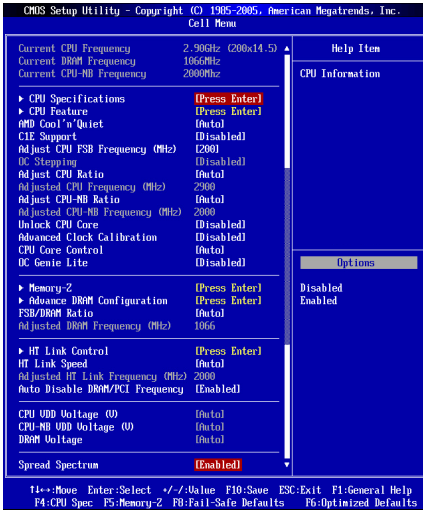 CMOS Setup Utility - Copyright (C) 1985-2005, American Megatrends, Inc.
Cell Menu
Current CPU Frequency 2.90GHz (200x14.5)
Current DRAM Frequency 1066MHz
Current CPU-NB Frequency 2000Mhz
CPU Specifications [Press Enter]
CPU Feature [Press Enter]
AMD Cool'n'Quiet [Auto]
C1E Support [Disabled]
Adjust CPU FSB Frequency (MHz) [200]
OC Stepping [Disabled]
Adjust CPU Ratio [Auto]
Adjusted CPU Frequency (MHz) 2900
Adjust CPU-NB Ratio [Auto]
Adjusted CPU-NB Frequency (MHz) 2000
Unlock CPU Core [Disabled]
Advanced Clock Calibration [Disabled]
CPU Core Control [Auto]
OC Genie Lite [Disabled]
Memory-Z [Press Enter]
Advance DRAM Configuration [Press Enter]
FSB/DRAM Ratio [Auto]
Adjusted DRAM Frequency (MHz) 1066
HT Link Control [Press Enter]
HT Link Speed [Auto]
Adjusted HT Link Frequency (MHz) 2000
Auto Disable DRAM/PCI Frequency [Enabled]
CPU VDD Voltage (V) [Auto]
CPU-NB VDD Voltage (V) [Auto]
DRAM Voltage [Auto]
Spread Spectrum [Enabled]
Help Item
CPU Information
Options
Disabled
Enabled
↑↓←→:Move Enter:Select +/-/:Value F10:Save ESC:Exit F1:General Help
F4:CPU Spec F5:Memory-Z F8:Fail-Safe Defaults F6:Optimized Defaults